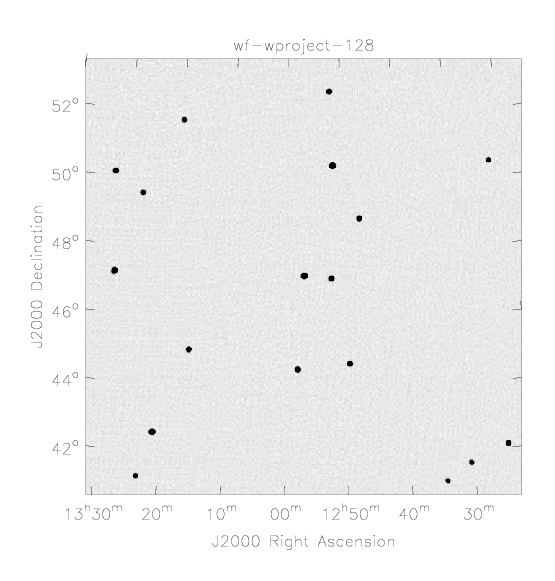 wf-wproject-128
52°
50°
48°
46°
44°
42°
J2000 Declination
13ʰ30ᵐ 20ᵐ 10ᵐ 00ᵐ 12ʰ50ᵐ 40ᵐ 30ᵐ
J2000 Right Ascension